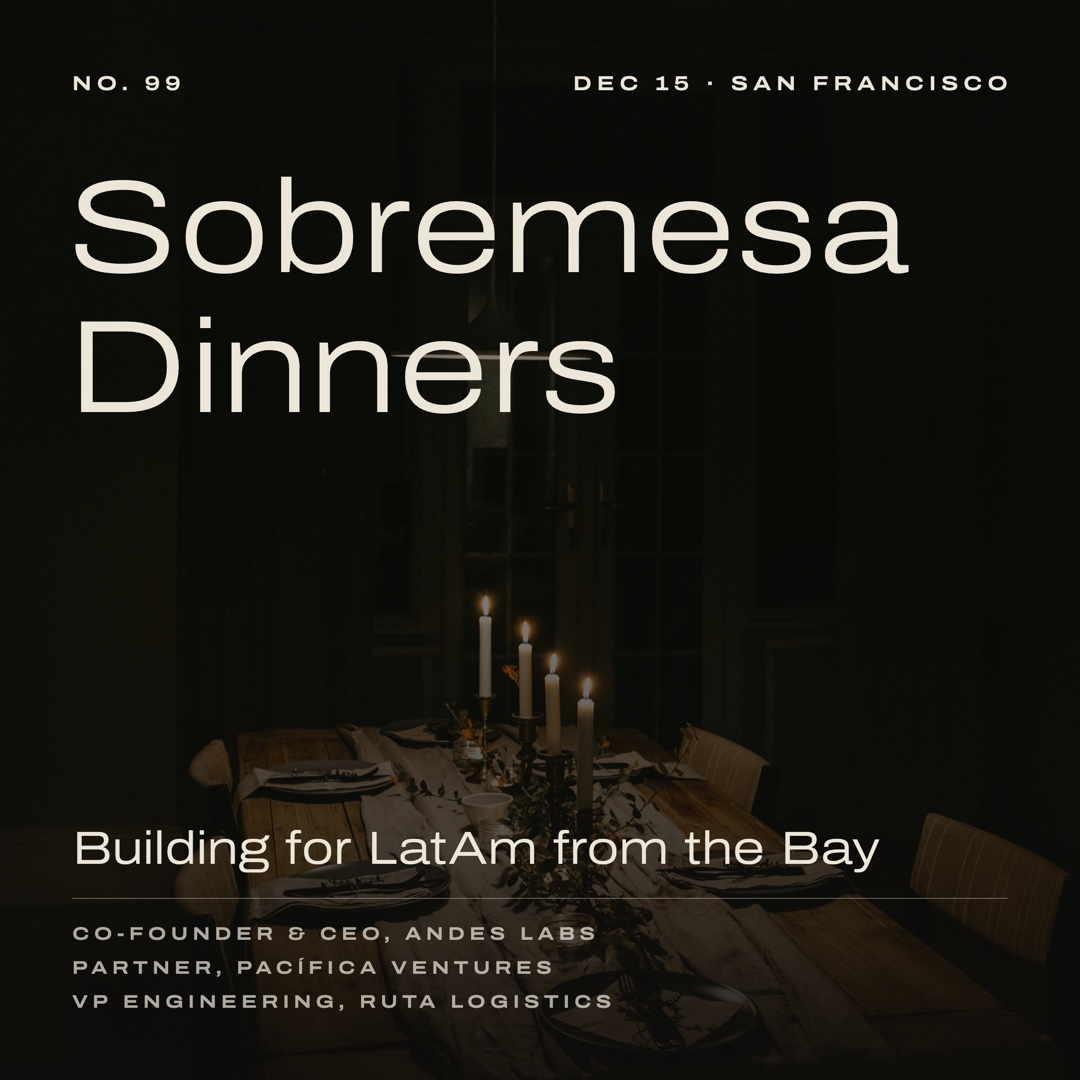 NO. 99
DEC 15 · SAN FRANCISCO
Sobremesa
Dinners
Building for LatAm from the Bay
CO-FOUNDER & CEO, ANDES LABS
PARTNER, PACÍFICA VENTURES
VP ENGINEERING, RUTA LOGISTICS